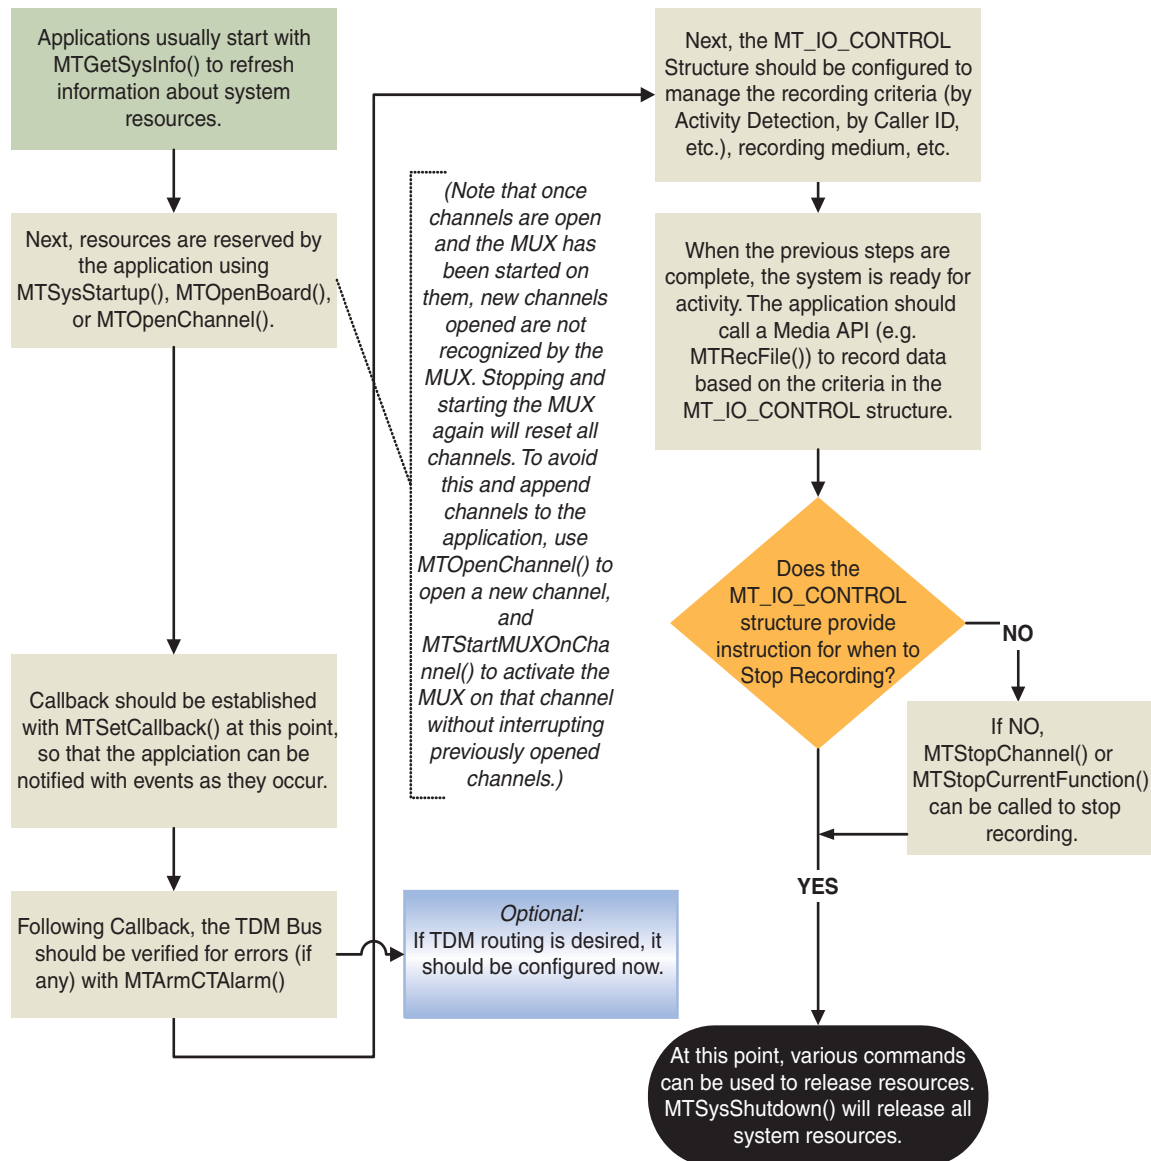 Applications usually start with
MTGetSysInfo() to refresh
information about system
resources.
Next, resources are reserved by
the application using
MTSysStartup(), MTOpenBoard(),
or MTOpenChannel().
(Note that once
channels are open
and the MUX has
been started on
them, new channels
opened are not
recognized by the
MUX. Stopping and
starting the MUX
again will reset all
channels. To avoid
this and append
channels to the
application, use
MTOpenChannel() to
open a new channel,
and
MTStartMUXOnCha
nnel() to activate the
MUX on that channel
without interrupting
previously opened
channels.)
Callback should be established
with MTSetCallback() at this point,
so that the applciation can be
notified with events as they occur.
Following Callback, the TDM Bus
should be verified for errors (if
any) with MTArmCTAlarm()
Optional:
If TDM routing is desired, it
should be configured now.
Next, the MT_IO_CONTROL
Structure should be configured to
manage the recording criteria (by
Activity Detection, by Caller ID,
etc.), recording medium, etc.
When the previous steps are
complete, the system is ready for
activity. The application should
call a Media API (e.g.
MTRecFile()) to record data
based on the criteria in the
MT_IO_CONTROL structure.
Does the
MT_IO_CONTROL
structure provide
instruction for when to
Stop Recording?
NO
If NO,
MTStopChannel() or
MTStopCurrentFunction()
can be called to stop
recording.
YES
At this point, various commands
can be used to release resources.
MTSysShutdown() will release all
system resources.